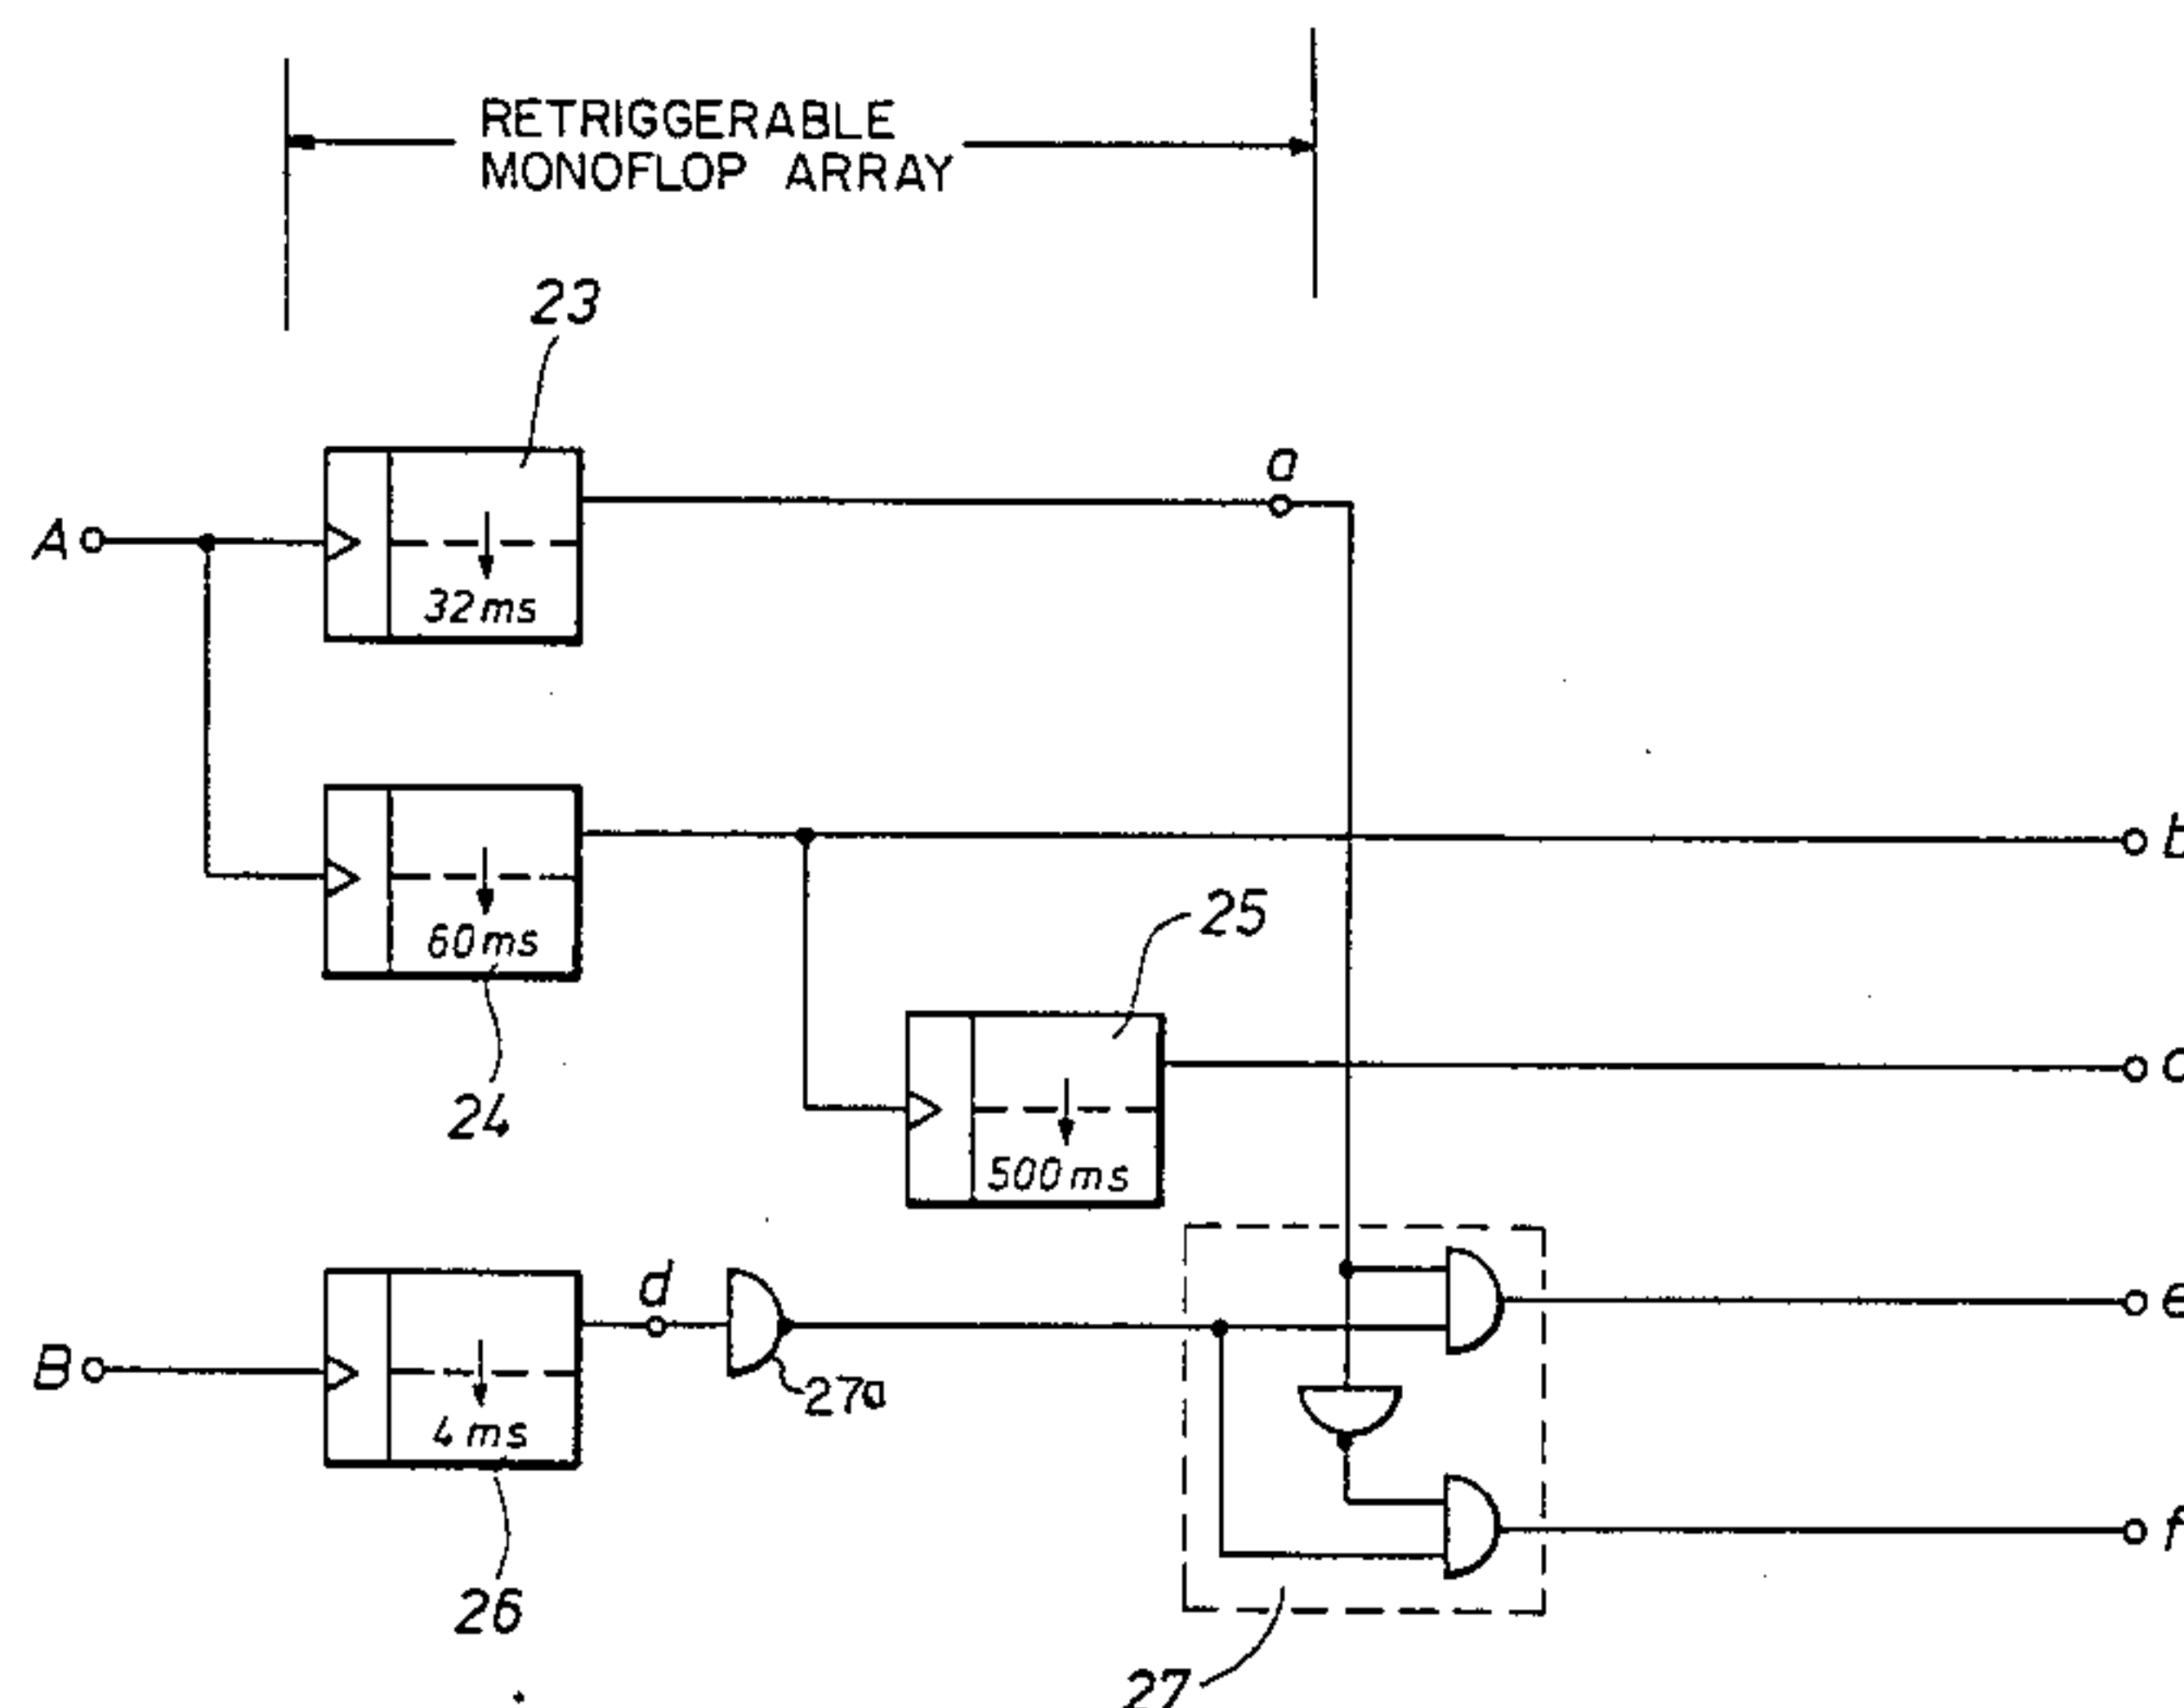 RETRIGGERABLE
MONOFLOP ARRAY
23
a
A
32ms
b
60ms
25
24
500ms
d
e
B
27a
4ms
26
27